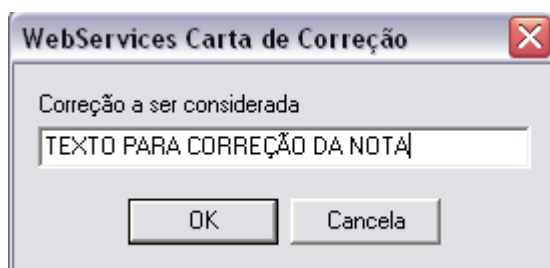 WebServices Carta de Correção
Correção a ser considerada
TEXTO PARA CORREÇÃO DA NOTA
OK Cancela